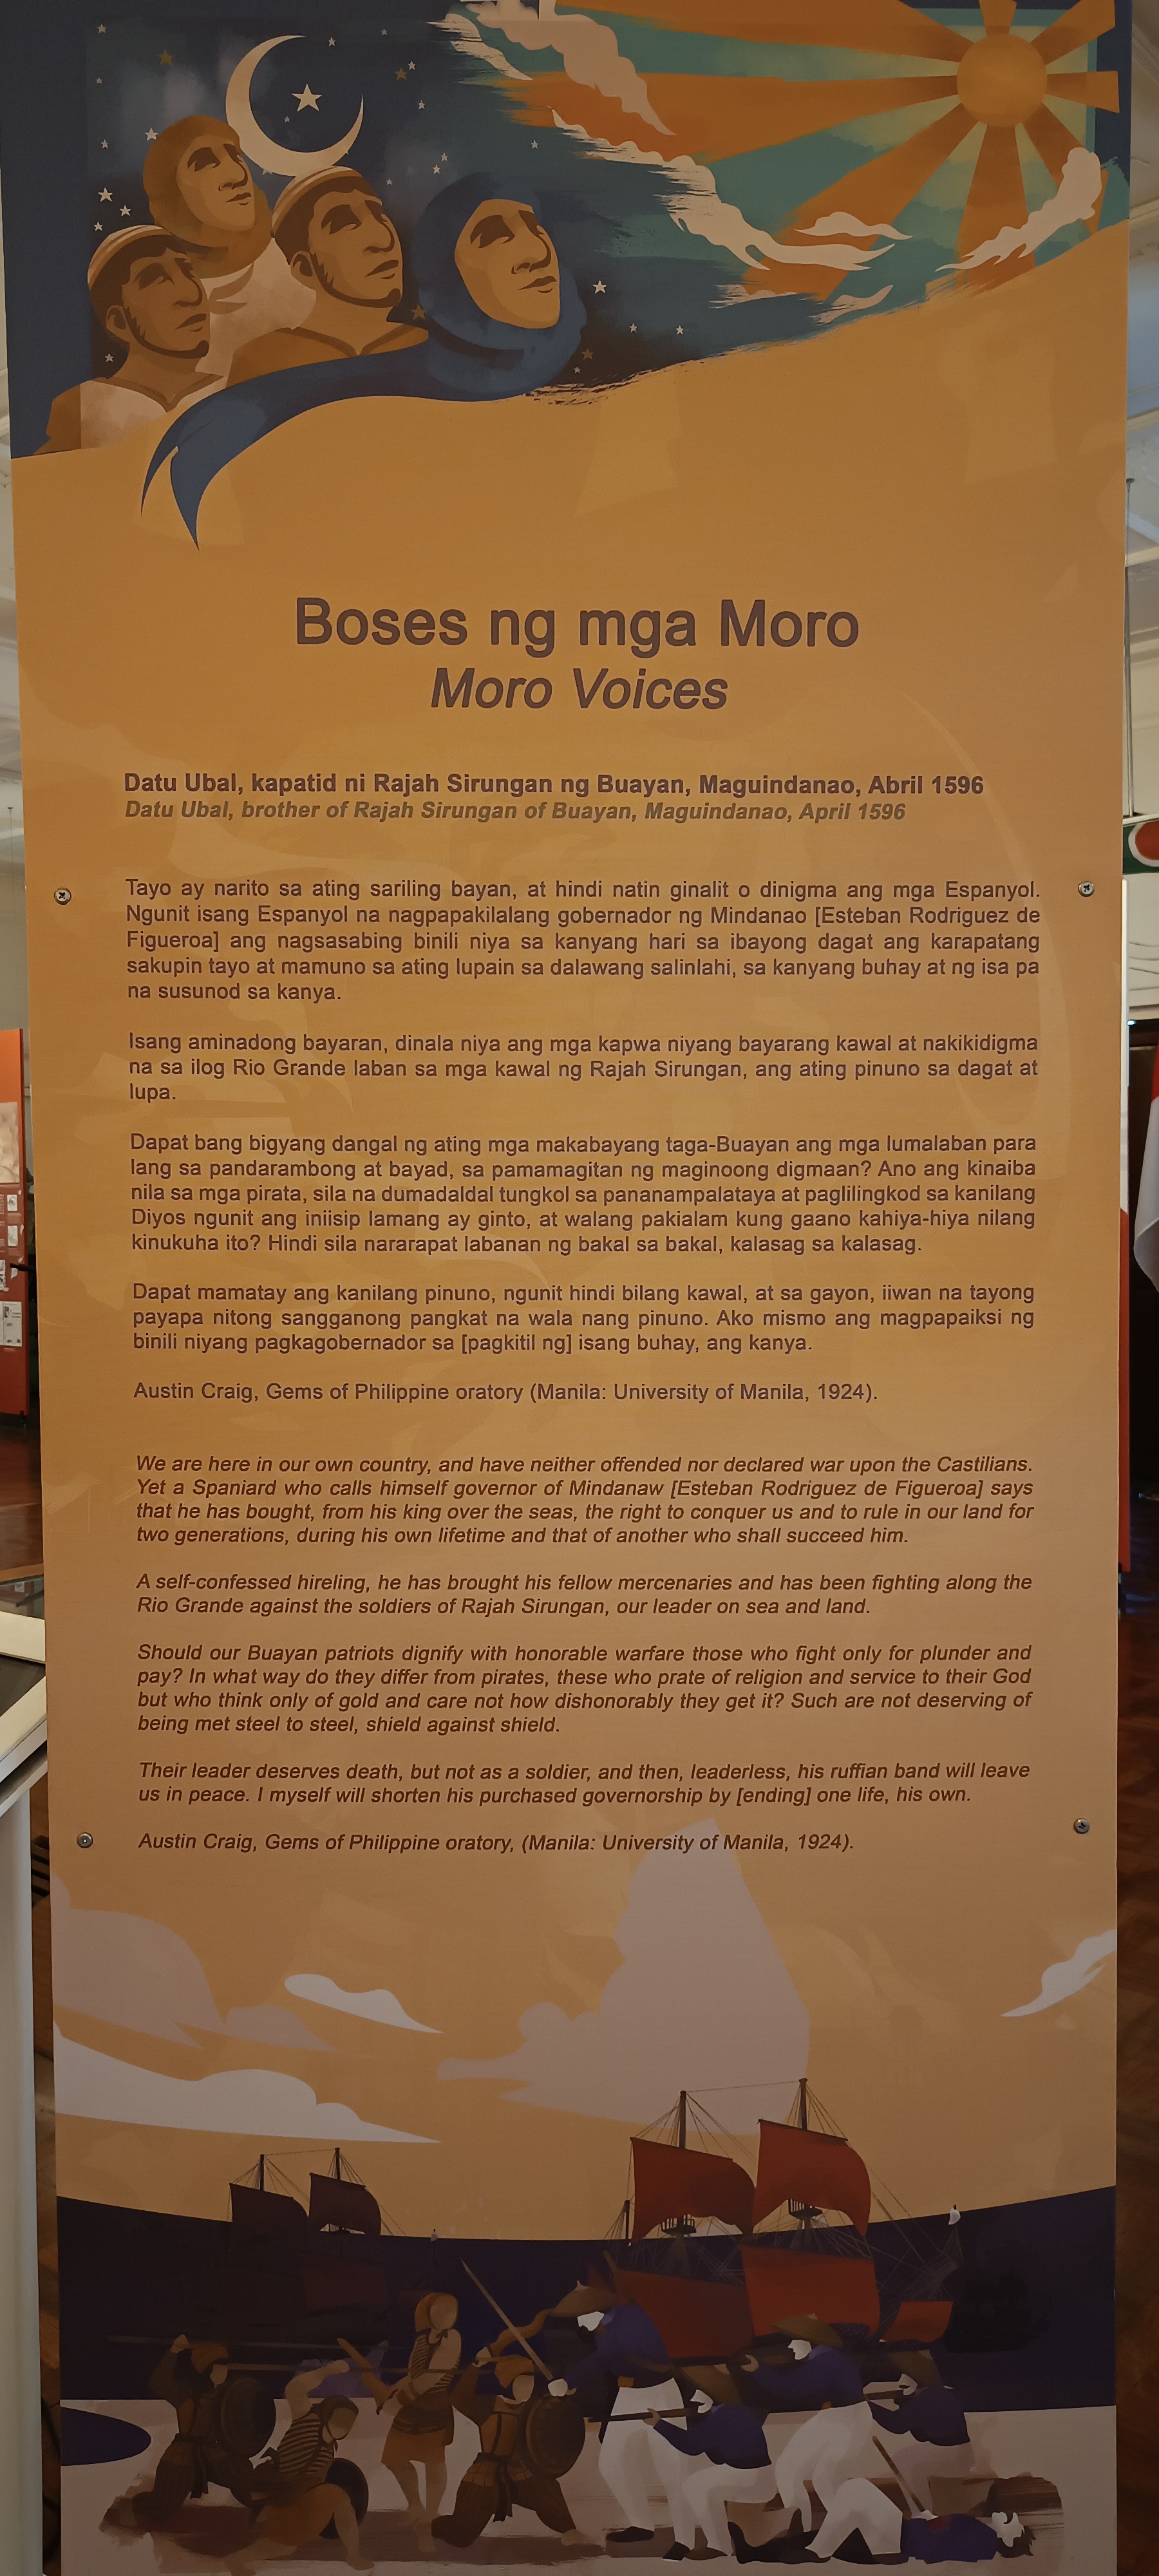 Boses ng mga Moro
Moro Voices
Datu Ubal, kapatid ni Rajah Sirungan ng Buayan, Maguindanao, Abril 1596
Datu Ubal, brother of Rajah Sirungan of Buayan, Maguindanao, April 1596
Tayo ay narito sa ating sariling bayan, at hindi natin ginalit o dinigma ang mga Espanyol.
Ngunit isang Espanyol na nagpapakilalang gobernador ng Mindanao [Esteban Rodriguez de
Figueroa] ang nagsasabing binili niya sa kanyang hari sa ibayong dagat ang karapatang
sakupin tayo at mamuno sa ating lupain sa dalawang salinlahi, sa kanyang buhay at ng isa pa
na susunod sa kanya.
Isang aminadong bayaran, dinala niya ang mga kapwa niyang bayarang kawal at nakikidigma
na sa ilog Rio Grande laban sa mga kawal ng Rajah Sirungan, ang ating pinuno sa dagat at
lupa.
Dapat bang bigyang dangal ng ating mga makabayang taga-Buayan ang mga lumalaban para
lang sa pandarambong at bayad, sa pamamagitan ng maginoong digmaan? Ano ang kinaiba
nila sa mga pirata, sila na dumadaldal tungkol sa pananampalataya at paglilingkod sa kanilang
Diyos ngunit ang iniisip lamang ay ginto, at walang pakialam kung gaano kahiya-hiya nilang
kinukuha ito? Hindi sila nararapat labanan ng bakal sa bakal, kalasag sa kalasag.
Dapat mamatay ang kanilang pinuno, ngunit hindi bilang kawal, at sa gayon, iiwan na tayong
payapa nitong sangganong pangkat na wala nang pinuno. Ako mismo ang magpapaiksi ng
binili niyang pagkagobernador sa [pagkitil ng] isang buhay, ang kanya.
Austin Craig, Gems of Philippine oratory (Manila: University of Manila, 1924).
We are here in our own country, and have neither offended nor declared war upon the Castilians.
Yet a Spaniard who calls himself governor of Mindanaw [Esteban Rodriguez de Figueroa] says
that he has bought, from his king over the seas, the right to conquer us and to rule in our land for
two generations, during his own lifetime and that of another who shall succeed him.
A self-confessed hireling, he has brought his fellow mercenaries and has been fighting along the
Rio Grande against the soldiers of Rajah Sirungan, our leader on sea and land.
Should our Buayan patriots dignify with honorable warfare those who fight only for plunder and
pay? In what way do they differ from pirates, these who prate of religion and service to their God
but who think only of gold and care not how dishonorably they get it? Such are not deserving of
being met steel to steel, shield against shield.
Their leader deserves death, but not as a soldier, and then, leaderless, his ruffian band will leave
us in peace. I myself will shorten his purchased governorship by [ending] one life, his own.
Austin Craig, Gems of Philippine oratory, (Manila: University of Manila, 1924).